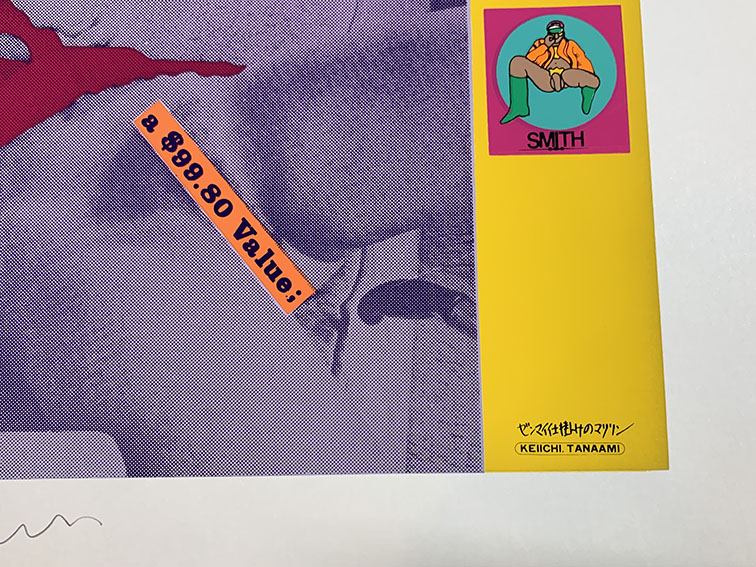 a $99.80 Value;
SMITH
ゼンマイ仕掛けのマリリン
KEIICHI. TANAAMI